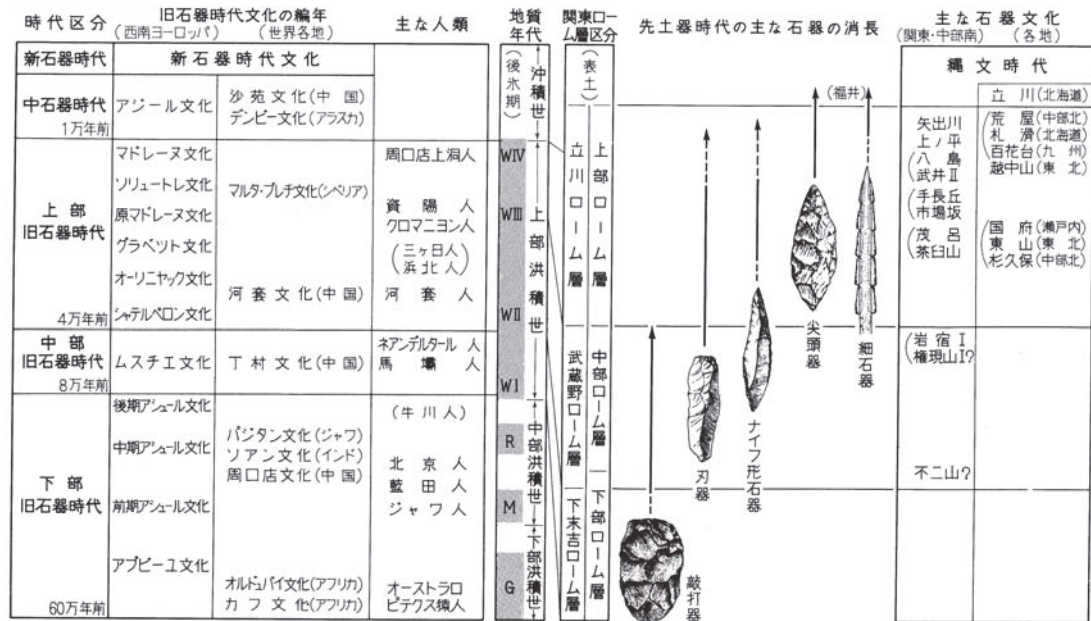 時代区分
旧石器時代文化の編年
(西南ヨーロッパ) (世界各地)
主な人類
地質年代
関東ローム層区分
先土器時代の主な石器の消長
主な石器文化
(関東・中部南) (各地)
新石器時代
新石器時代文化
中石器時代
1万年前
アジール文化
沙苑文化(中国)
デンビー文化(アラスカ)
上部
旧石器時代
4万年前
マドレーヌ文化
ソリュートレ文化
原マドレーヌ文化
グラベット文化
オーリニャック文化
シャテルペロン文化
マルタ・ブレチ文化(シベリア)
河套文化(中国)
周口店上洞人
資陽人
クロマニヨン人
(三ヶ日人)
(浜北人)
河套人
中部
旧石器時代
8万年前
ムスチエ文化
丁村文化(中国)
ネアンデルタール人
馬壩人
下部
旧石器時代
60万年前
後期アシュール文化
中期アシュール文化
前期アシュール文化
アブビーユ文化
パジタン文化(ジャワ)
ソアン文化(インド)
周口店文化(中国)
オルドュバイ文化(アフリカ)
カフ文化(アフリカ)
(牛川人)
北京人
藍田人
ジャワ人
オーストラロ
ピテクス猿人
(後氷期)
WⅣ
WⅢ
WⅡ
WⅠ
R
M
G
沖積世
上部洪積世
中部洪積世
下部洪積世
(表土)
立川ローム層
武蔵野ローム層
下末吉ローム層
上部ローム層
中部ローム層
下部ローム層
敲打器
刃器
ナイフ形石器
尖頭器
細石器
(福井)
縄文時代
矢出川
上ノ平
八島
武井Ⅱ
手長丘
市場坂
茂呂
茶臼山
岩宿Ⅰ
権現山Ⅰ?
不二山?
立川(北海道)
荒屋(中部北)
札滑(北海道)
百花台(九州)
越中山(東北)
国府(瀬戸内)
東山(東北)
杉久保(中部北)